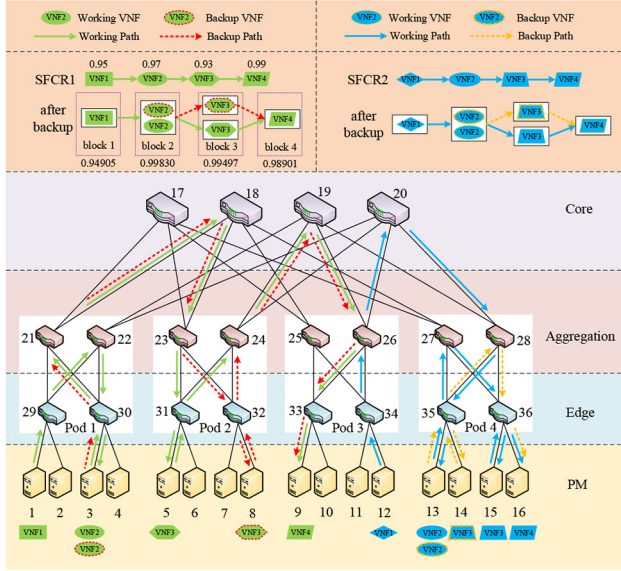 VNF2 Working VNF VNF2 Backup VNF
Working Path Backup Path
VNF2 Working VNF VNF2 Backup VNF
Working Path Backup Path
0.95 0.97 0.93 0.99
SFCR1 VNF1 VNF2 VNF3 VNF4
after backup
VNF1 VNF2 VNF2 VNF3 VNF3 VNF4
block 1 block 2 block 3 block 4
0.94905 0.99830 0.99497 0.98901
SFCR2 VNF1 VNF2 VNF3 VNF4
after backup
VNF1 VNF2 VNF2 VNF3 VNF3 VNF4
17 18 19 20
Core
21 22 23 24 25 26 27 28
Aggregation
29 30 31 32 33 34 35 36
Pod 1 Pod 2 Pod 3 Pod 4
Edge
PM
1 2 3 4 5 6 7 8 9 10 11 12 13 14 15 16
VNF1 VNF2 VNF3 VNF3 VNF4 VNF1 VNF2 VNF3 VNF3 VNF4
VNF2 VNF2